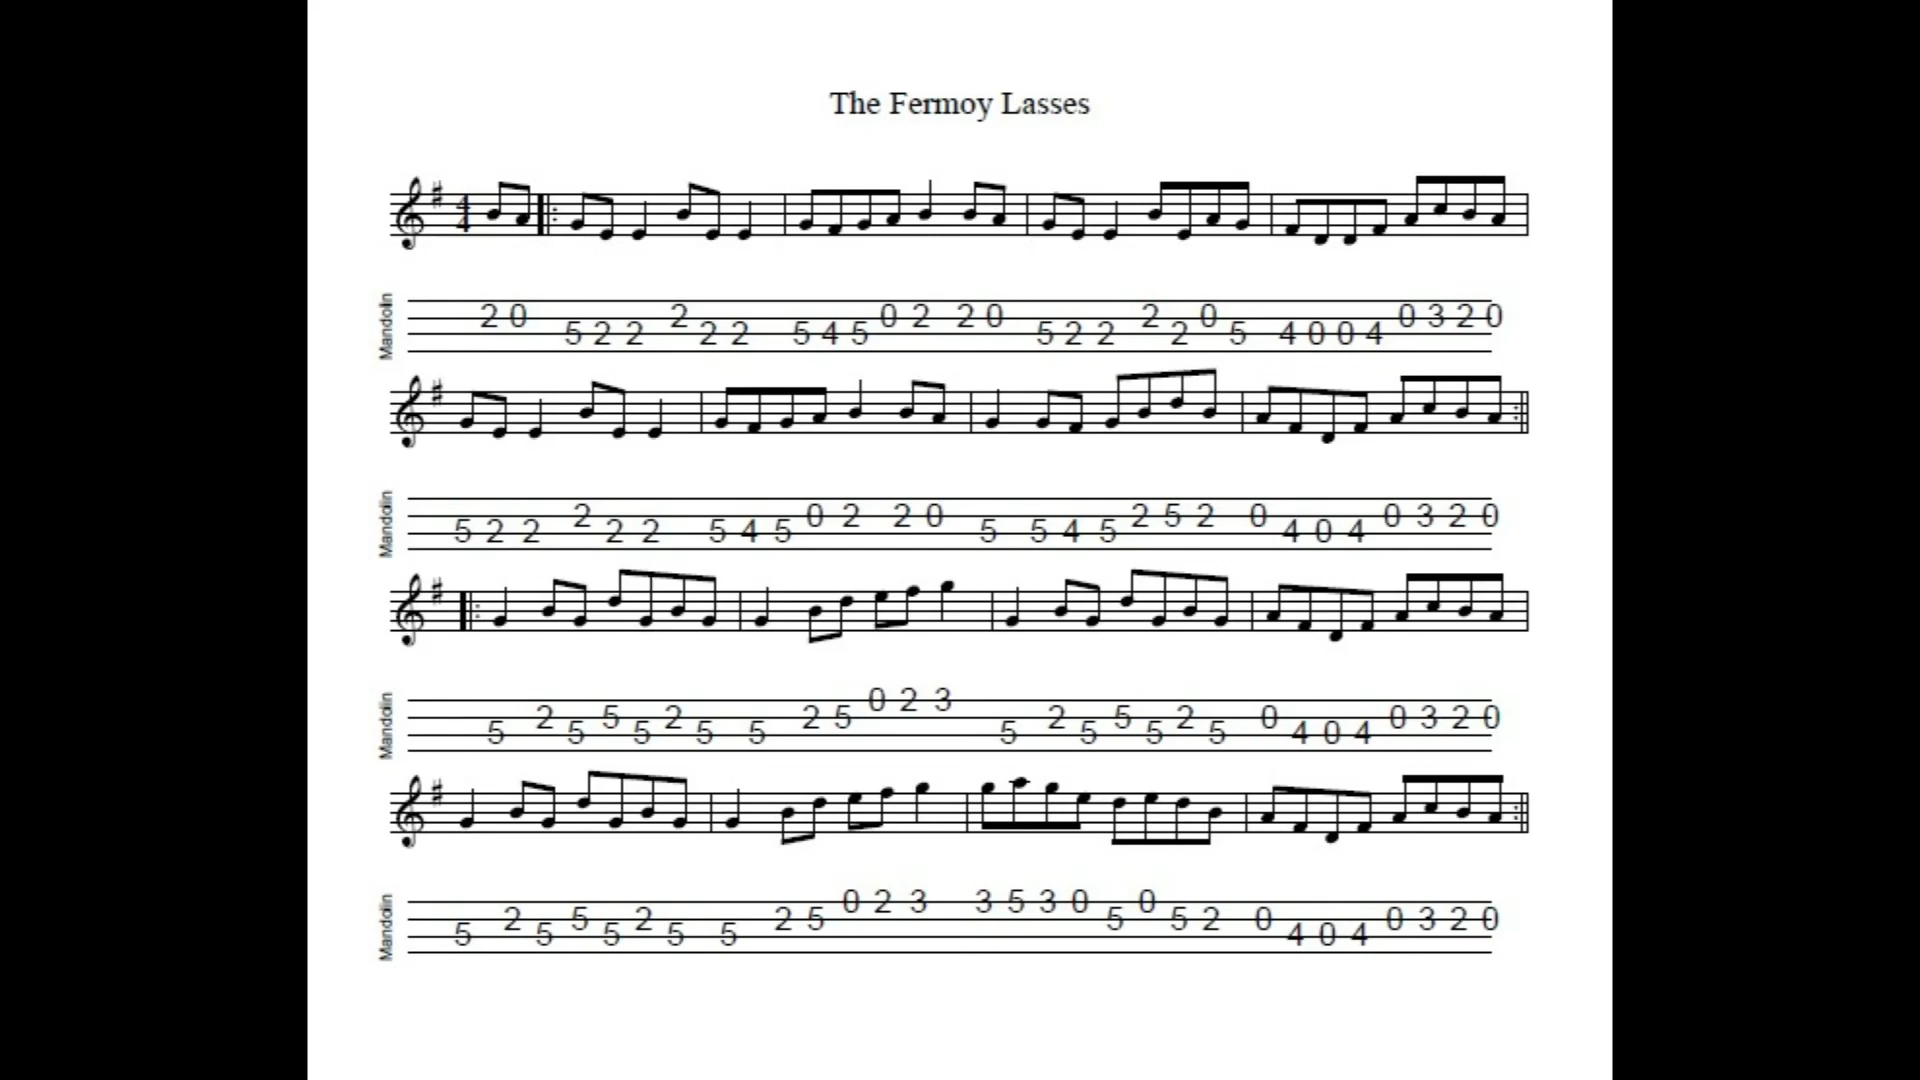 The Fermoy Lasses
4
4
Mandolin
2 0 5 2 2 2 2 2 5 4 5 0 2 2 0 5 2 2 2 2 0 5 4 0 0 4 0 3 2 0
Mandolin
5 2 2 2 2 2 5 4 5 0 2 2 0 5 5 4 5 2 5 2 0 4 0 4 0 3 2 0
Mandolin
5 2 5 5 5 2 5 5 2 5 0 2 3 5 2 5 5 5 2 5 0 4 0 4 0 3 2 0
Mandolin
5 2 5 5 5 2 5 5 2 5 0 2 3 3 5 3 0 5 0 5 2 0 4 0 4 0 3 2 0